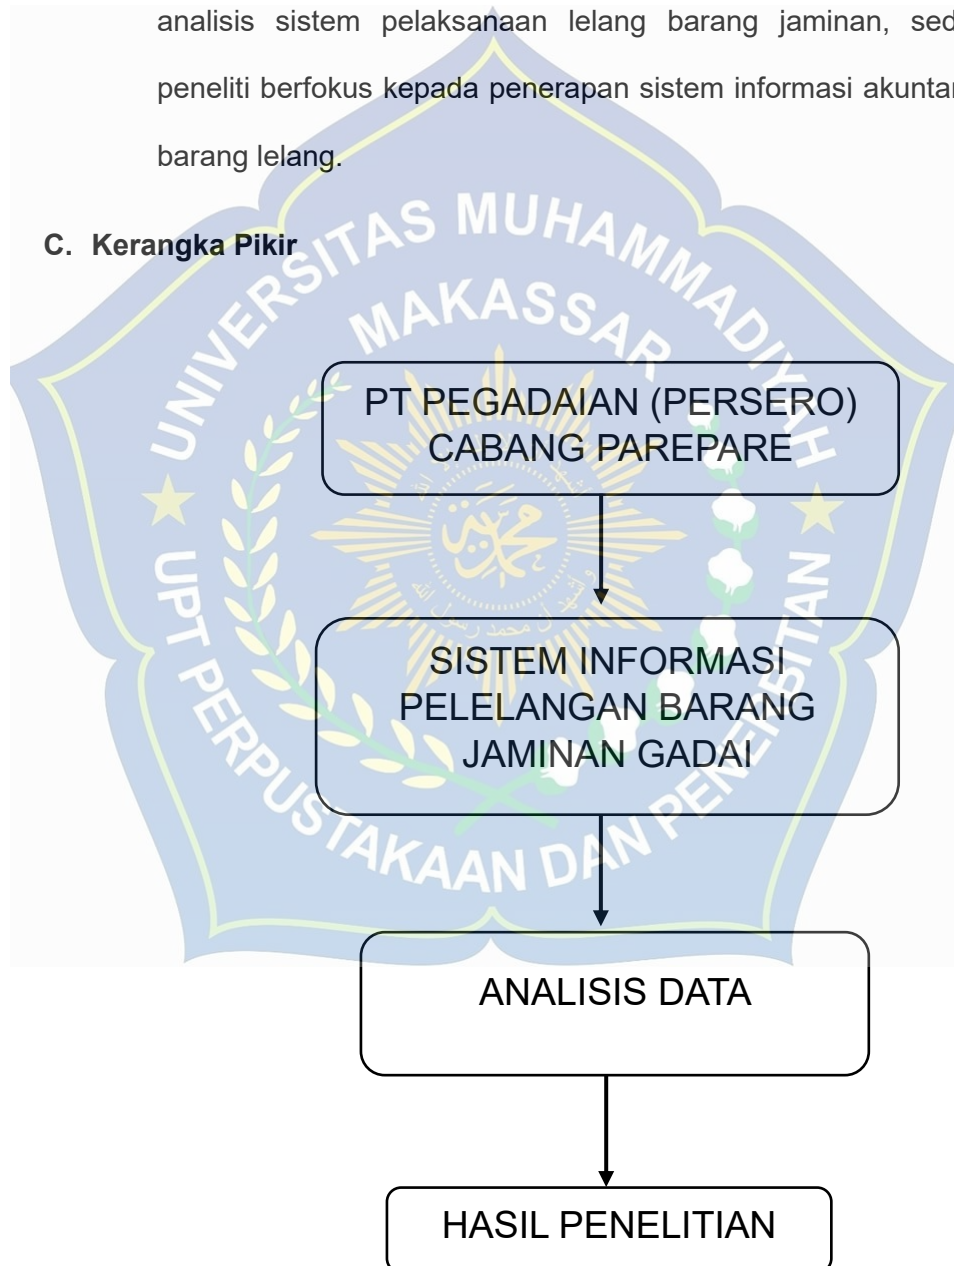 analisis sistem pelaksanaan lelang barang jaminan,
peneliti berfokus kepada penerapan sistem informasi
barang lelang.
C. Kerangka Pikir
UNIVERSITAS MUHAMMADIYAH
MAKASSAR
PT PEGADAIAN (PERSERO)
CABANG PAREPARE
محمد
SISTEM INFORMASI
PELELANGAN BARANG
JAMINAN GADAI
UPT PERPUSTAKAAN DAN PENERBITAN
ANALISIS DATA
HASIL PENELITIAN